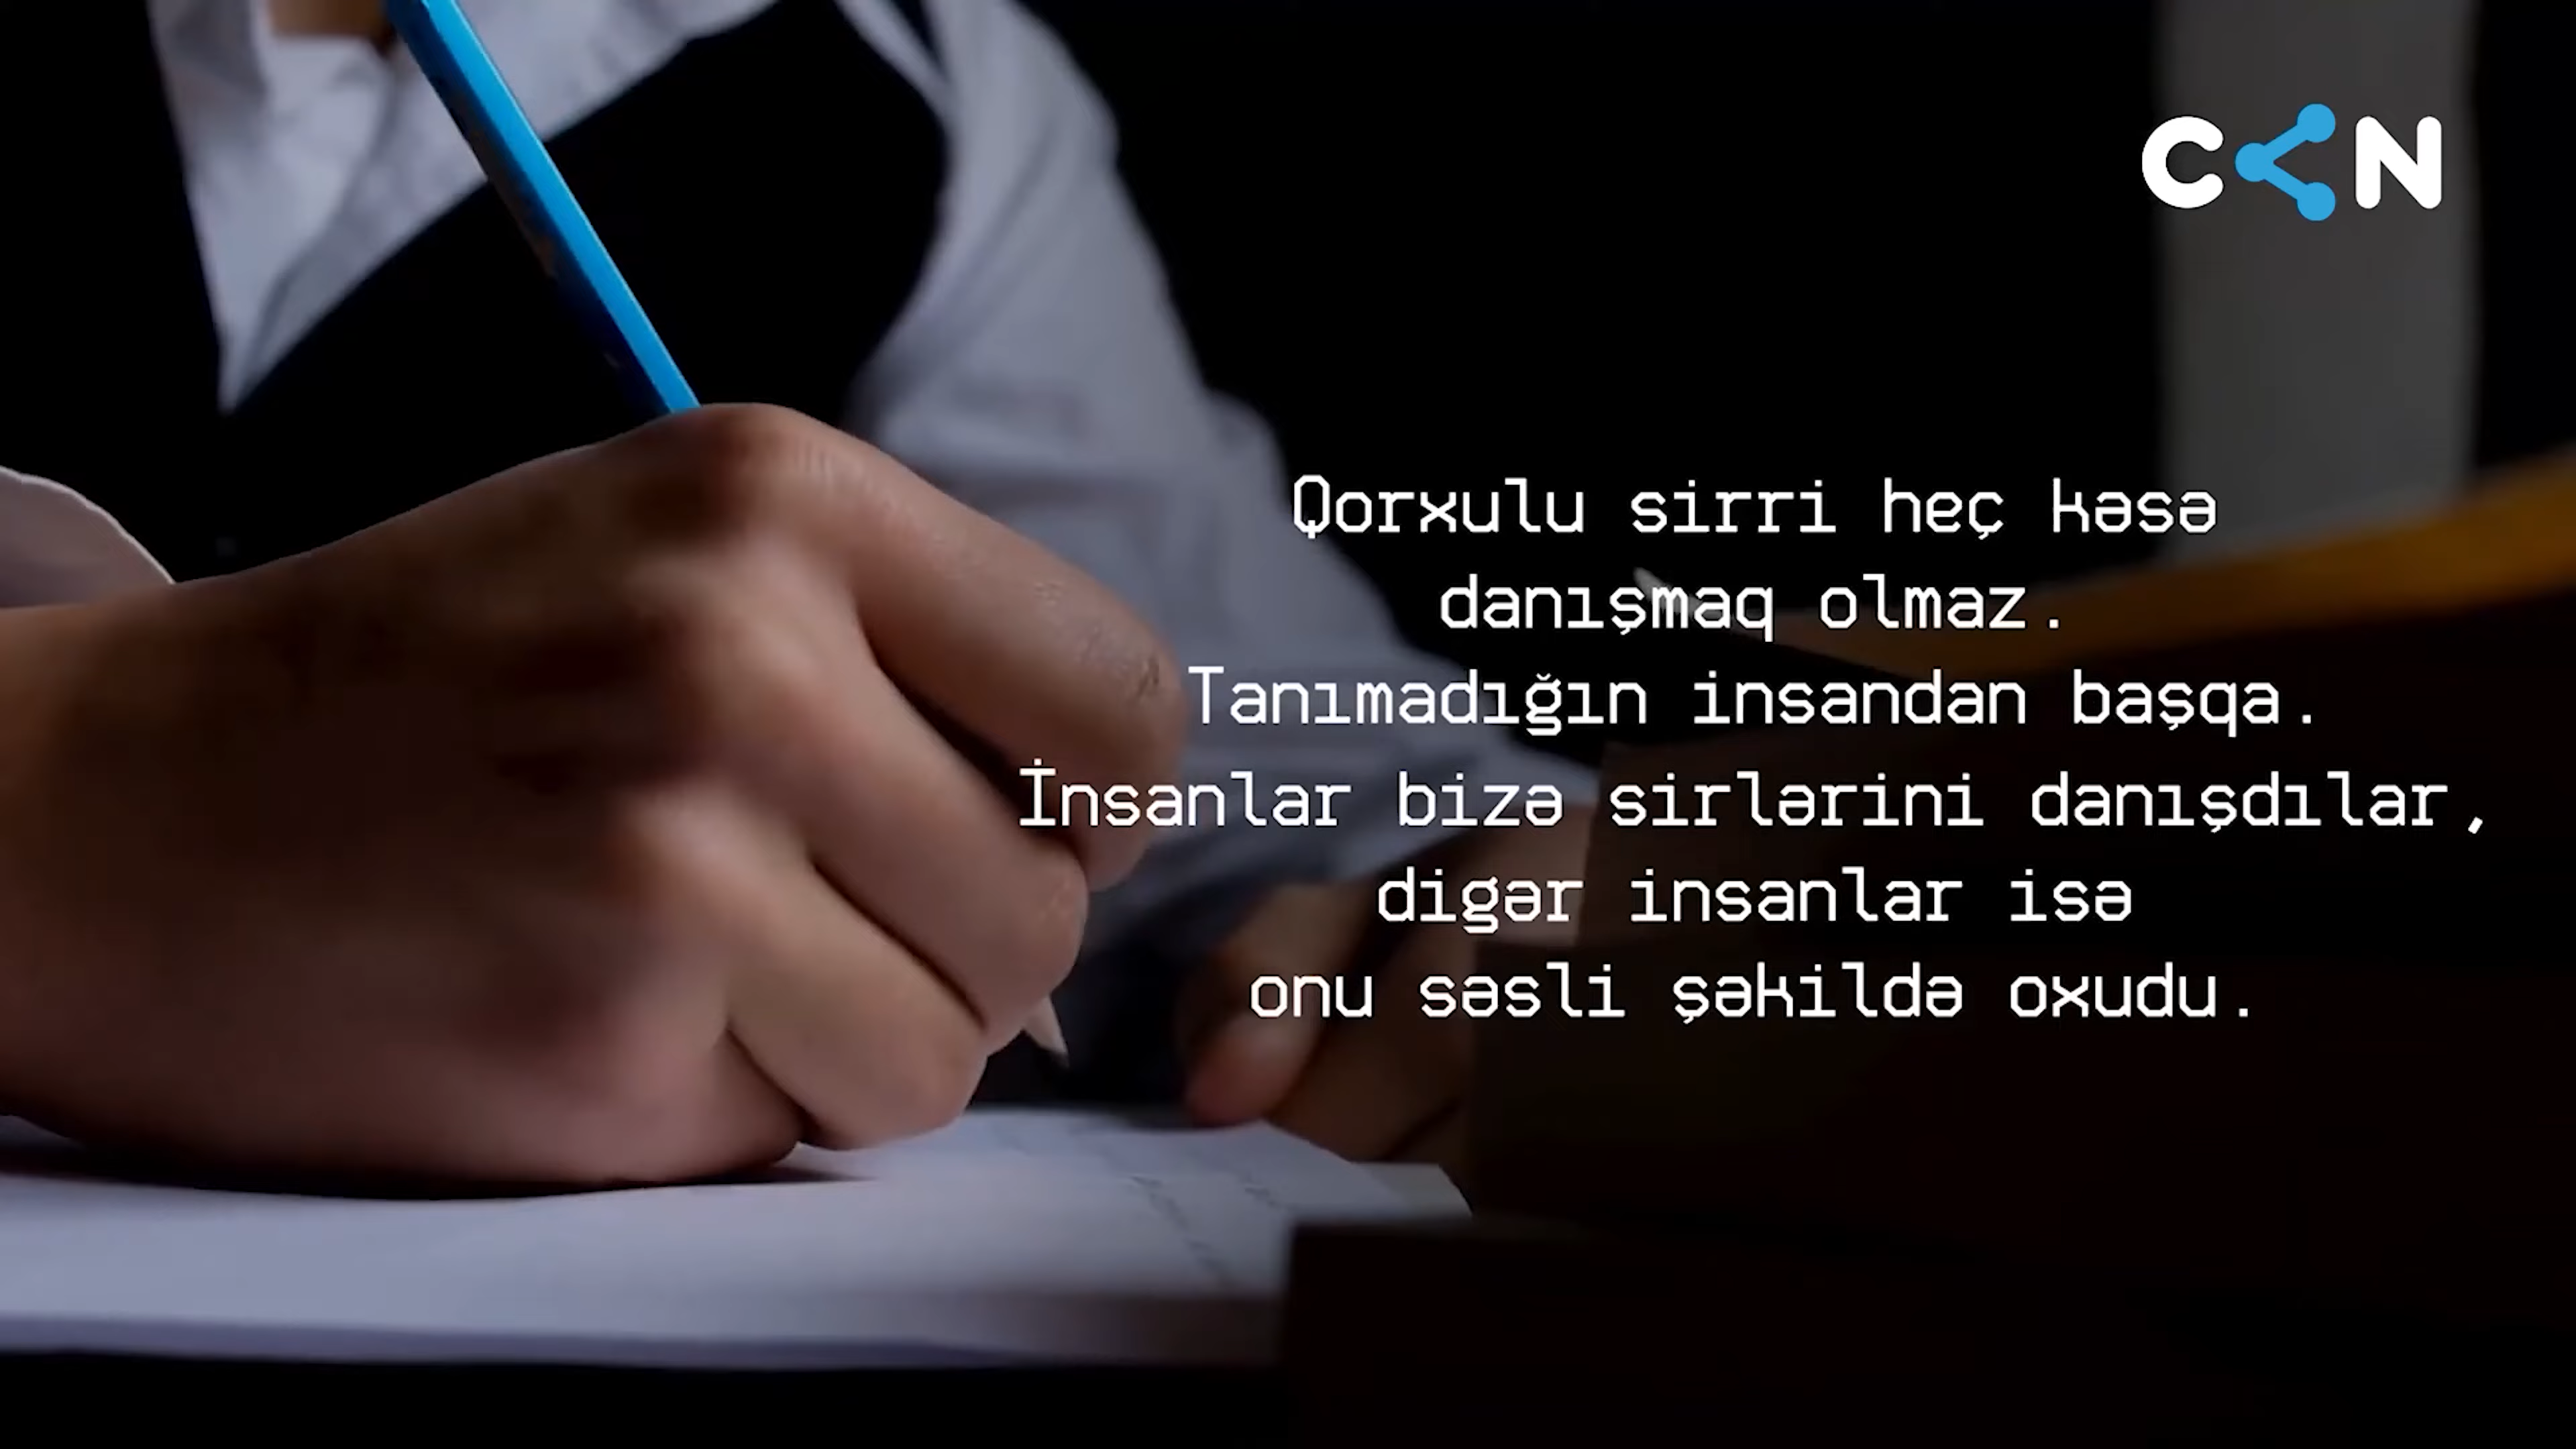 C N
Qorxulu sirri heç kəsə
danışmaq olmaz.
Tanımadığın insandan başqa.
İnsanlar bizə sirlərini danışdılar,
digər insanlar isə
onu səsli şəkildə oxudu.